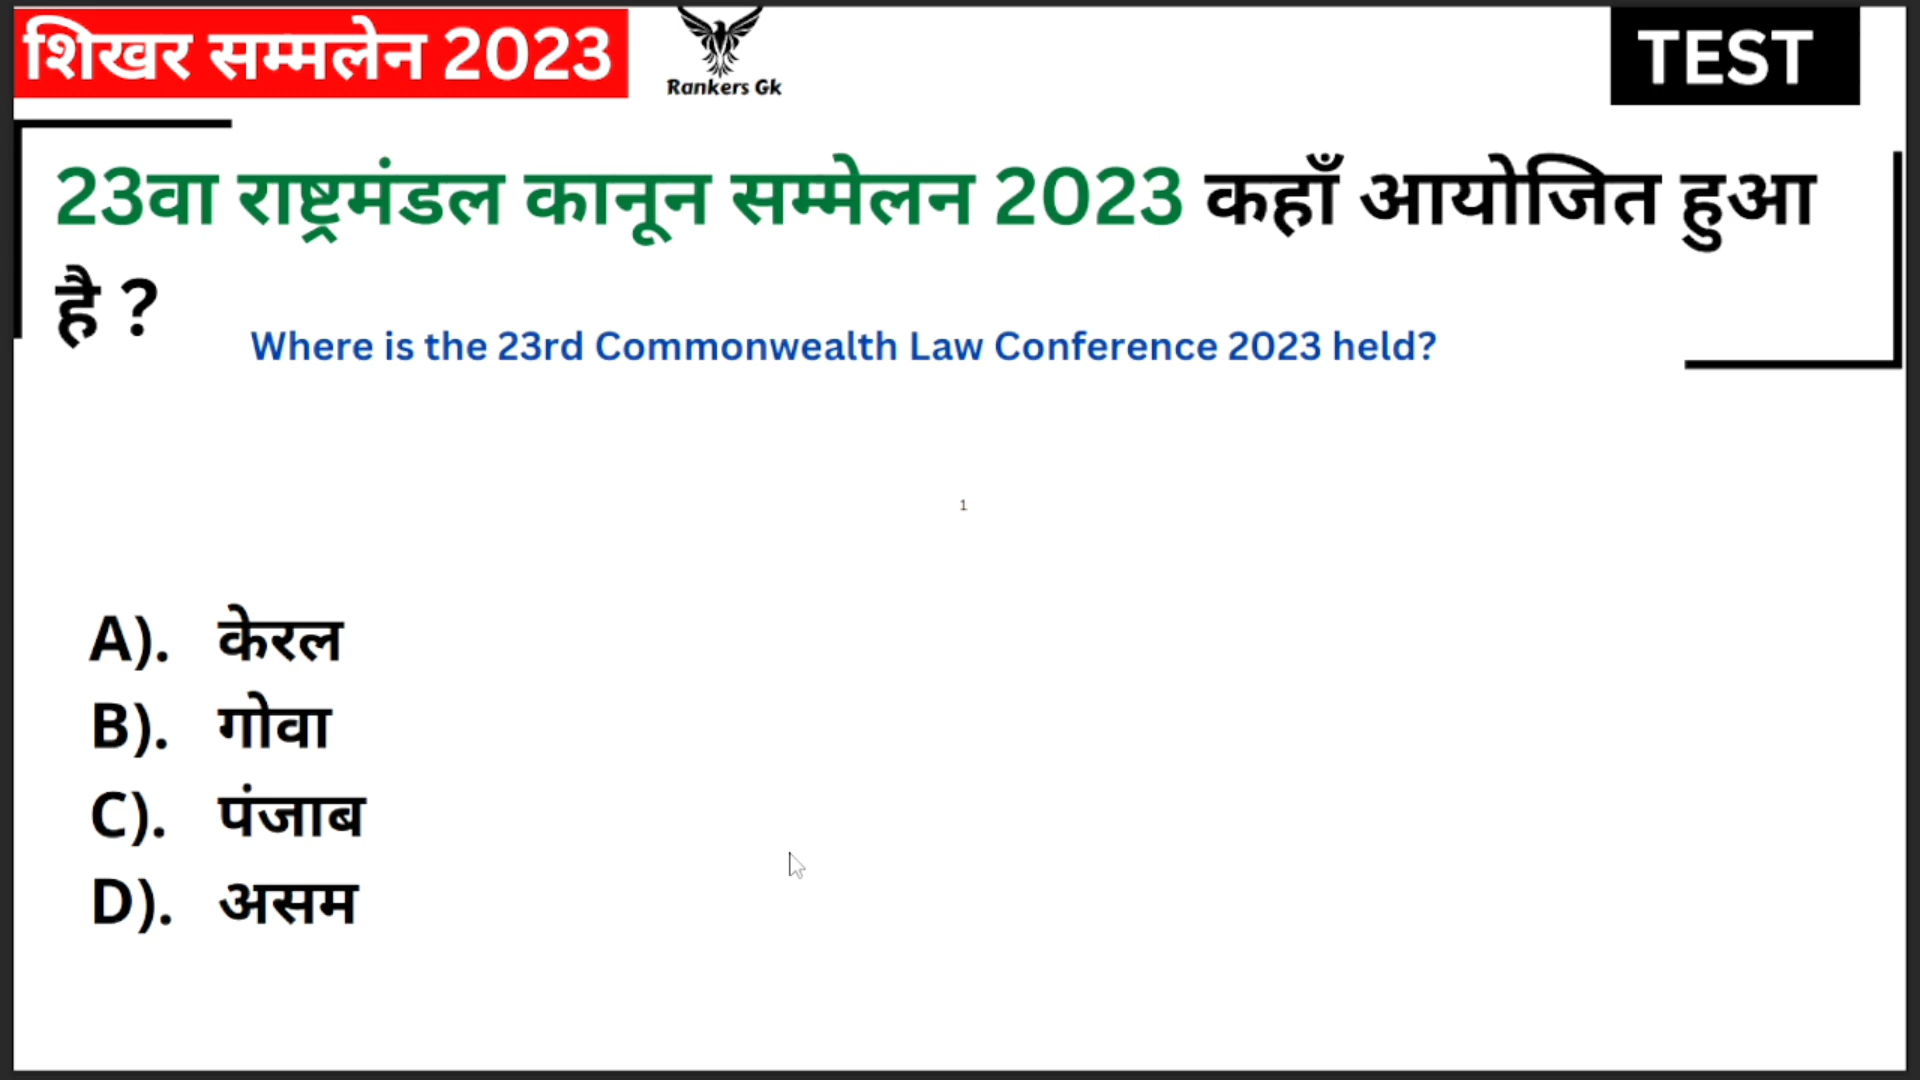 शिखर सम्मलेन 2023
Rankers Gk
TEST
23वा राष्ट्रमंडल कानून सम्मेलन 2023 कहाँ आयोजित हुआ
है ?
Where is the 23rd Commonwealth Law Conference 2023 held?
1
A). केरल
B). गोवा
C). पंजाब
D). असम